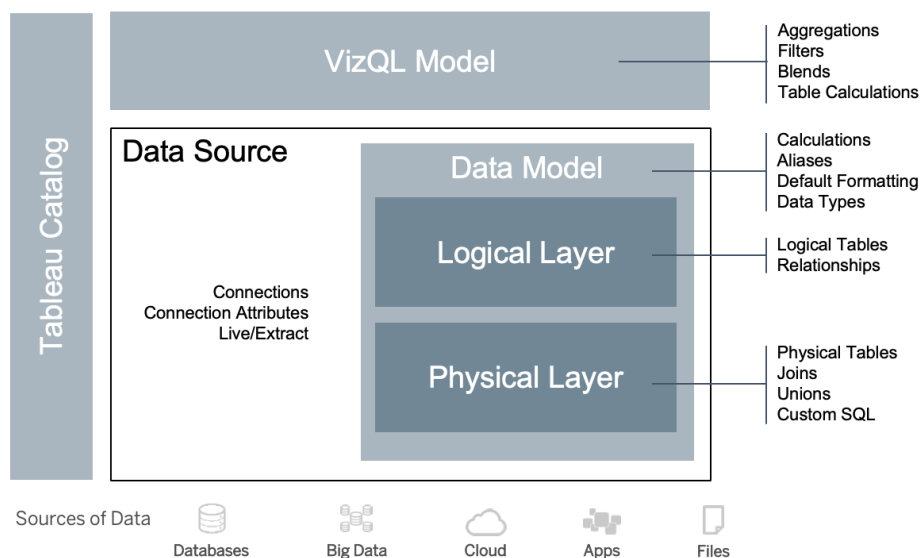 Tableau Catalog
VizQL Model
Aggregations
Filters
Blends
Table Calculations
Data Source
Data Model
Calculations
Aliases
Default Formatting
Data Types
Logical Layer
Logical Tables
Relationships
Connections
Connection Attributes
Live/Extract
Physical Layer
Physical Tables
Joins
Unions
Custom SQL
Sources of Data
Databases
Big Data
Cloud
Apps
Files